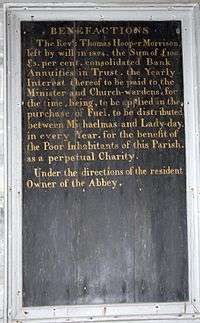 BENEFACTIONS
The Revd. Thomas Hooper Morrison,
left by will in 1824, the Sum of £100
£3. per cent. consolidated Bank
Annuities in Trust, the Yearly
Interest thereof to be paid to the
Minister and Church-wardens, for
the time, being, to be applied in the
purchase of Fuel, to be distributed
between Michaelmas and Lady-day,
in every Year, for the benefit of
the Poor Inhabitants of this Parish,
as a perpetual Charity.
Under the directions of the resident
Owner of the Abbey.